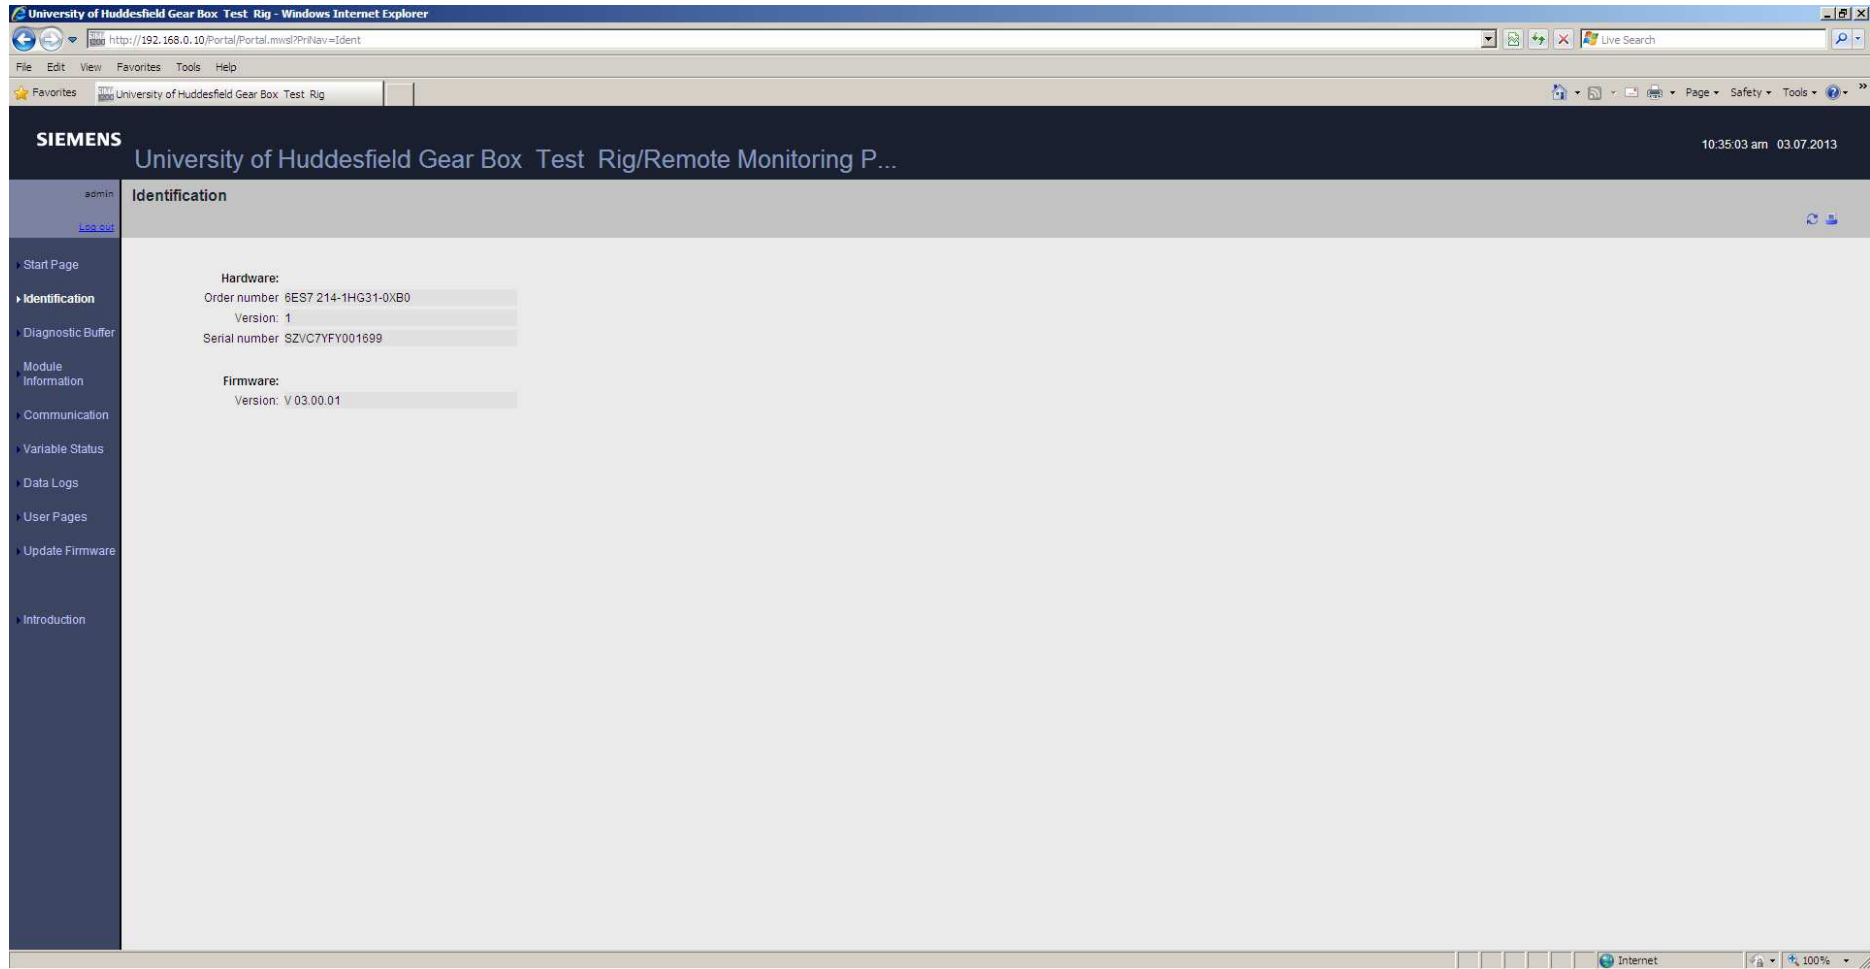 University of Huddesfield Gear Box Test Rig - Windows Internet Explorer
http://192.168.0.10/Portal/Portal.mwsl?PriNav=Ident
Live Search
File Edit View Favorites Tools Help
Favorites University of Huddesfield Gear Box Test Rig Page Safety Tools
SIEMENS
University of Huddesfield Gear Box Test Rig/Remote Monitoring P...
10:35:03 am 03.07.2013
admin
Log out
Identification
Start Page
Identification
Diagnostic Buffer
Module
Information
Communication
Variable Status
Data Logs
User Pages
Update Firmware
Introduction
Hardware:
Order number 6ES7 214-1HG31-0XB0
Version: 1
Serial number SZVC7YFY001699
Firmware:
Version: V 03.00.01
Internet 100%